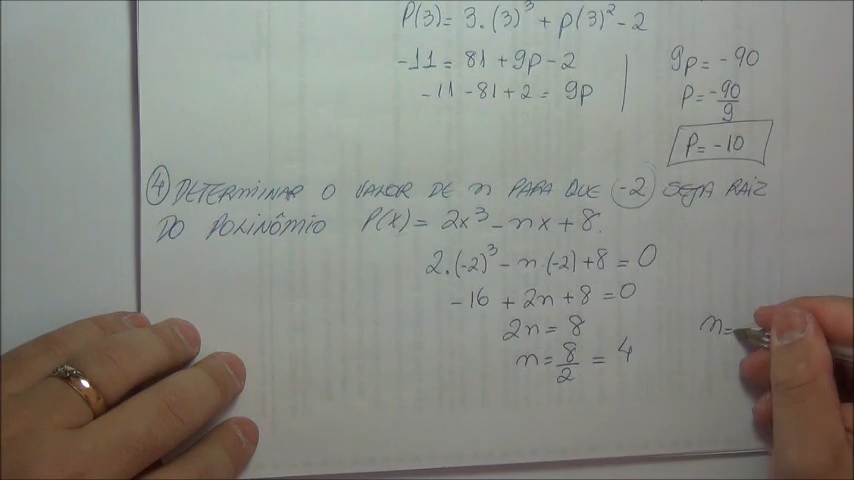 P(3) = 3.(3)³ + p(3)² - 2
-11 = 81 + 9p - 2
-11 - 81 + 2 = 9p
9p = -90
P = -90/9
P = -10
4 DETERMINAR O VALOR DE n PARA QUE (-2) SEJA RAIZ
DO POLINÔMIO P(X) = 2x³ - nx + 8.
2.(-2)³ - n.(-2) + 8 = 0
-16 + 2n + 8 = 0
2n = 8
n = 8/2 = 4
n =